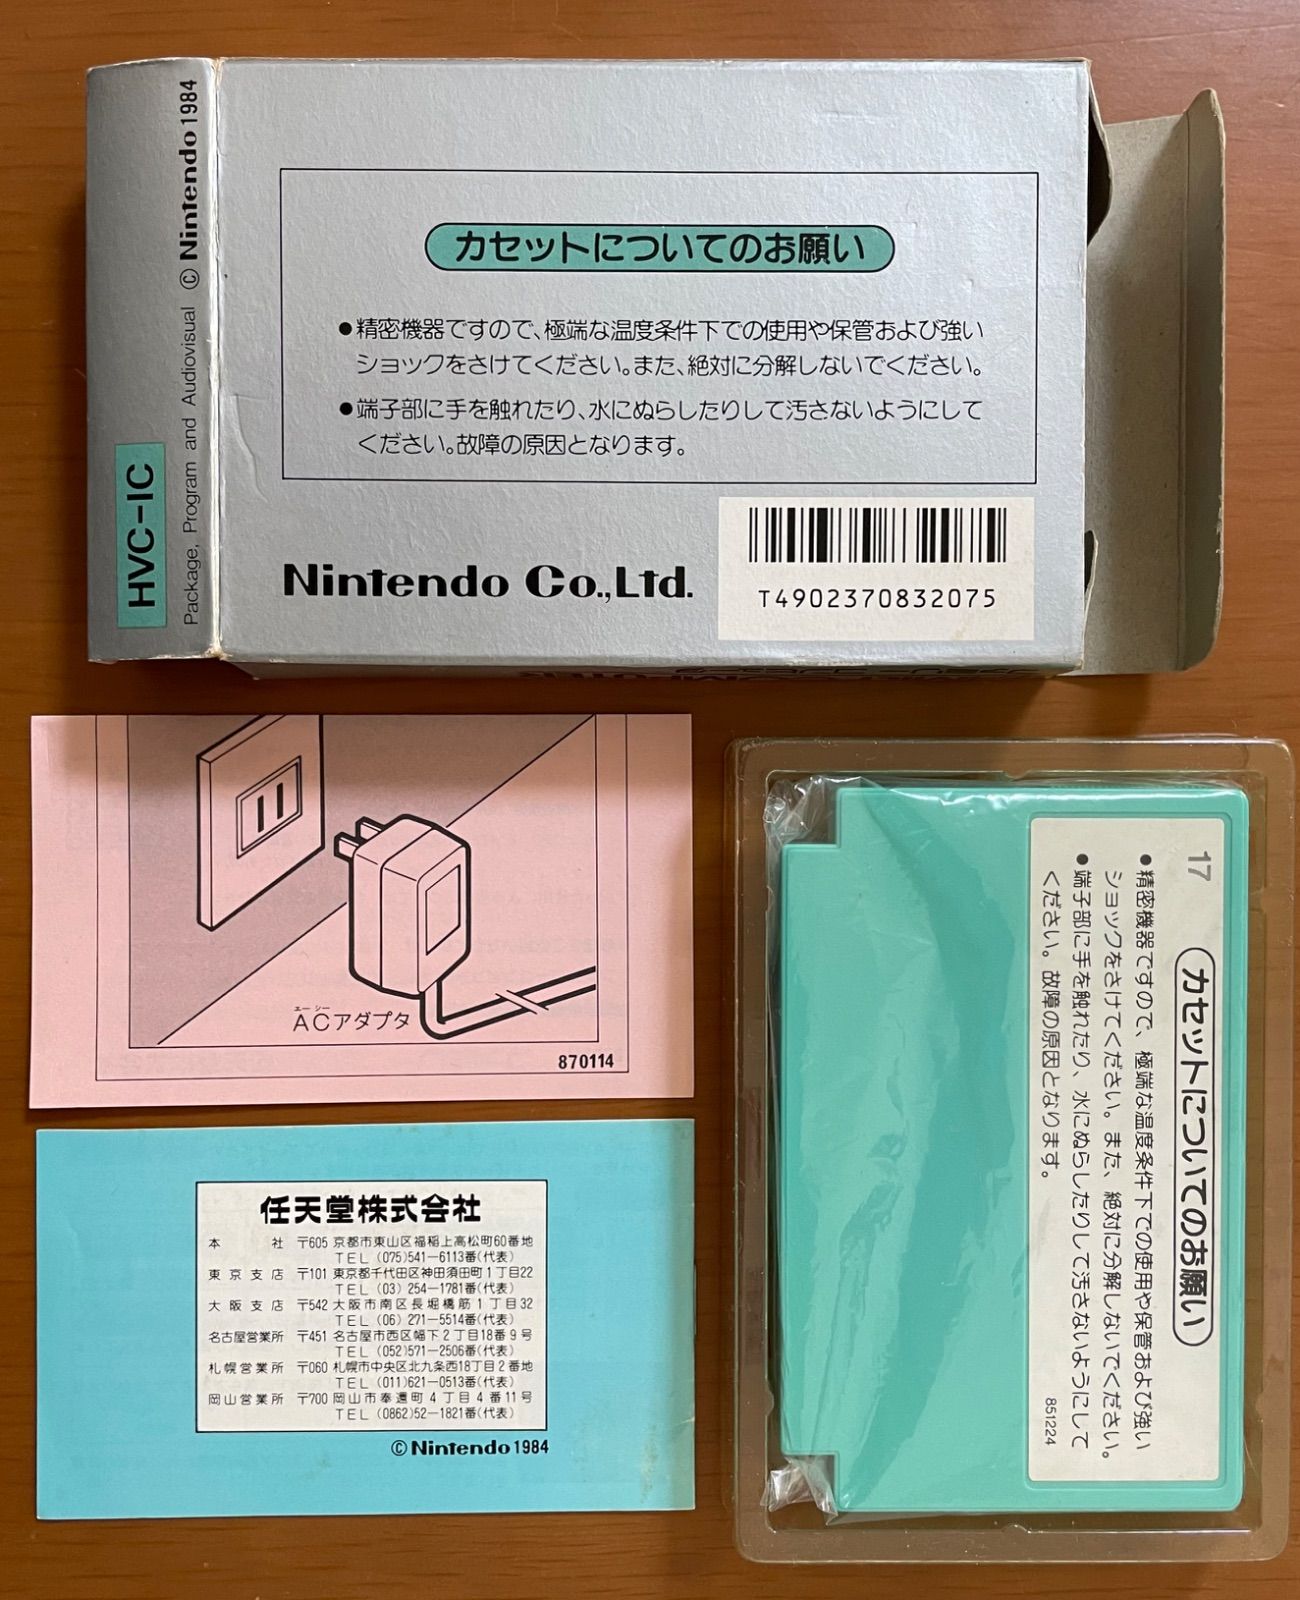 HVC-IC
Package, Program and Audiovisual © Nintendo 1984
カセットについてのお願い
●精密機器ですので、極端な温度条件下での使用や保管および強い
ショックをさけてください。また、絶対に分解しないでください。
●端子部に手を触れたり、水にぬらしたりして汚さないようにして
ください。故障の原因となります。
Nintendo Co.,Ltd.
T4902370832075
エーシー
ACアダプタ
870114
任天堂株式会社
本社 〒605 京都市東山区福稲上高松町60番地
TEL (075)541-6113番(代表)
東京支店 〒101 東京都千代田区神田須田町1丁目22
TEL (03) 254-1781番(代表)
大阪支店 〒542 大阪市南区長堀橋筋1丁目32
TEL (06) 271-5514番(代表)
名古屋営業所 〒451 名古屋市西区幅下2丁目18番9号
TEL (052)571-2506番(代表)
札幌営業所 〒060 札幌市中央区北九条西18丁目2番地
TEL (011)621-0513番(代表)
岡山営業所 〒700 岡山市奉還町4丁目4番11号
TEL (0862)52-1821番(代表)
© Nintendo 1984
17
カセットについてのお願い
●精密機器ですので、極端な温度条件下での使用や保管および強い
ショックをさけてください。また、絶対に分解しないでください。
●端子部に手を触れたり、水にぬらしたりして汚さないようにして
ください。故障の原因となります。
851224